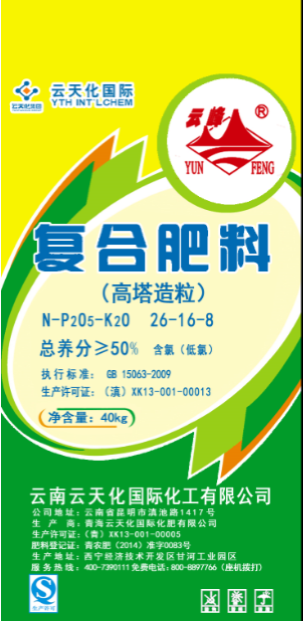 云天化国际
YTH INT LCHEM
云天化集团
云峰
®
YUN FENG
复合肥料
（高塔造粒）
N-P2O5-K2O 26-16-8
总养分≥50% 含氯（低氯）
执行标准： GB 15063-2009
生产许可证：（滇）XK13-001-00013
净含量：40kg
云南云天化国际化工有限公司
公司地址：云南省昆明市滇池路1417号
生 产 商：青海云天化国际化肥有限公司
生产许可证：（青）XK13-001-00005
肥料登记证：青农肥（2014）准字0083号
生产地址：西宁经济技术开发区甘河工业园区
服务热线：400-7390111 免费电话：800-8897766（座机拨打）
生产许可